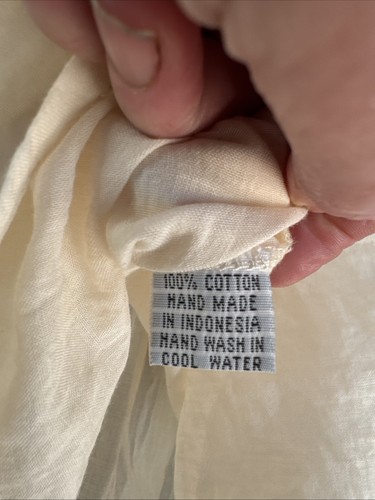 100% COTTON
HAND MADE
IN INDONESIA
HAND WASH IN
COOL WATER